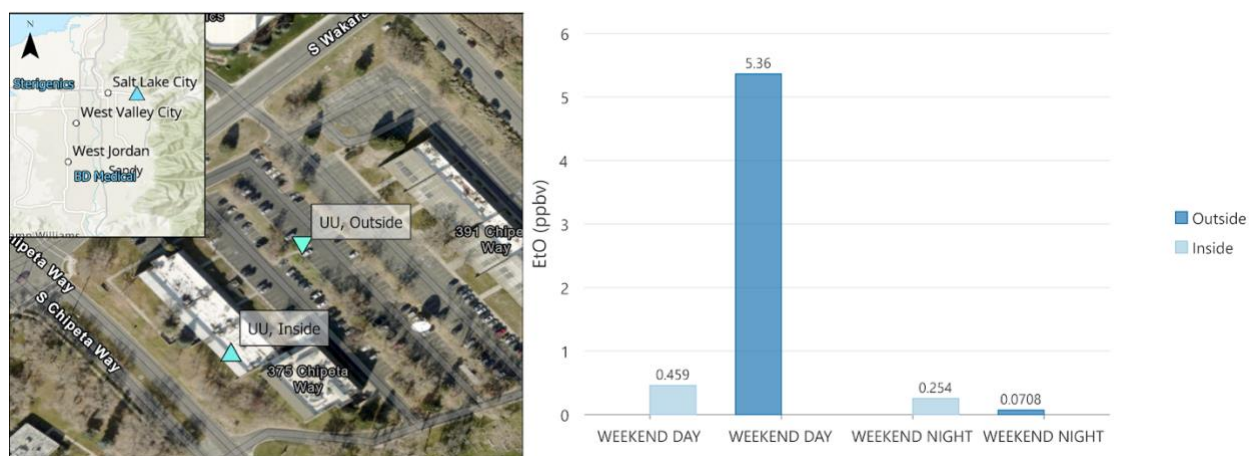 N
Sterigenics
Salt Lake City
West Valley City
West Jordan
Sandy
BD Medical
S Wakara
UU, Outside
391 Chipeta
Way
UU, Inside
375 Chipeta
Way
Chipeta Way
S Chipeta Way
EtO (ppbv)
6
5
4
3
2
1
0
0.459
5.36
0.254
0.0708
WEEKEND DAY
WEEKEND DAY
WEEKEND NIGHT
WEEKEND NIGHT
Outside
Inside